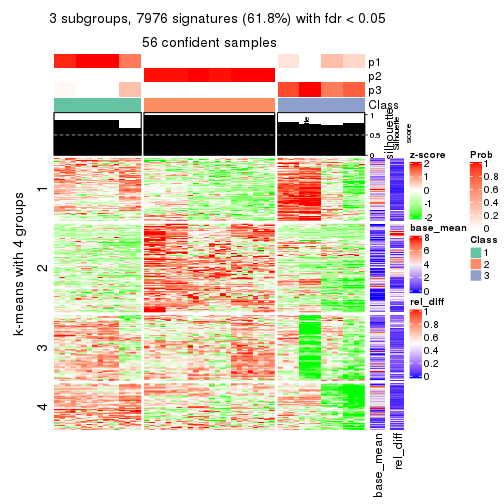 3 subgroups, 7976 signatures (61.8%) with fdr < 0.05
56 confident samples
p1
p2
p3
Class
1
0.5
0
silhouette
Silhouette
score
k-means with 4 groups
1
2
3
4
base_mean
rel_diff
z-score
2
1
0
-1
-2
base_mean
8
6
4
2
0
rel_diff
1
0.8
0.6
0.4
0.2
0
Prob
1
0.8
0.6
0.4
0.2
0
Class
1
2
3